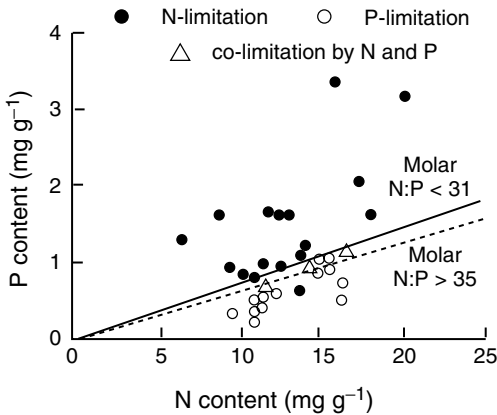 N-limitation P-limitation
co-limitation by N and P
4
3
2
1
0
P content (mg g⁻¹)
Molar
N:P < 31
Molar
N:P > 35
0 5 10 15 20 25
N content (mg g⁻¹)